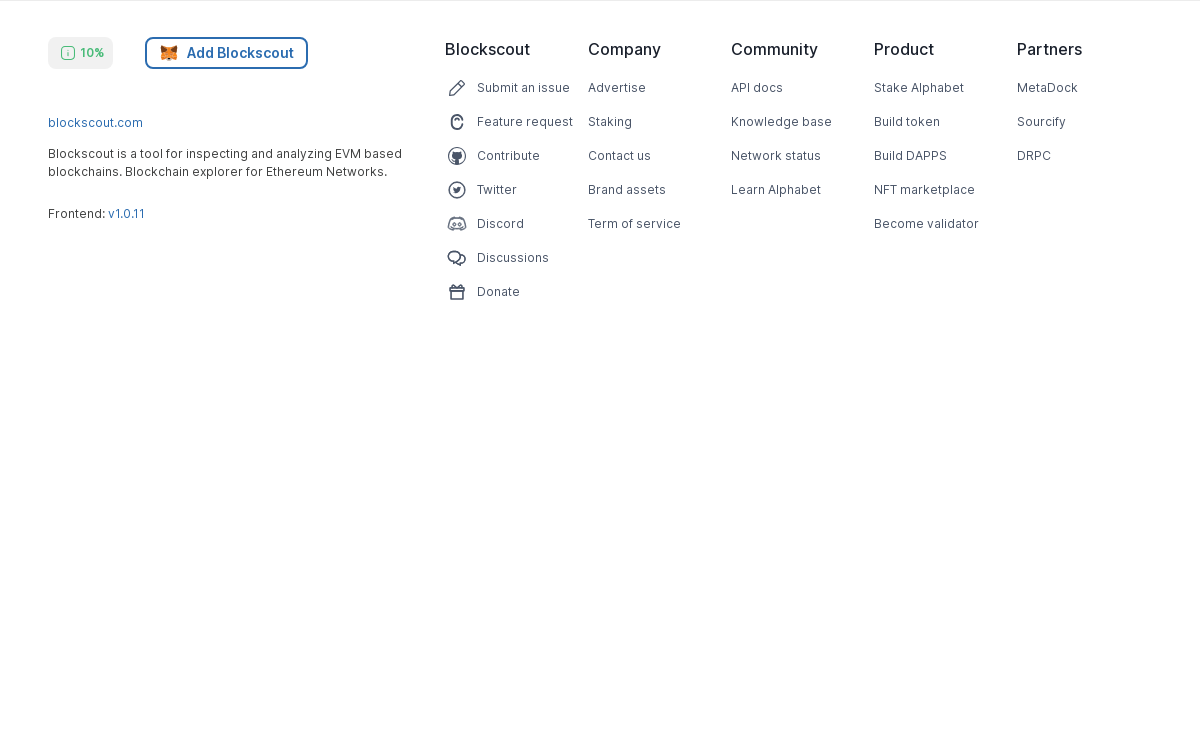 10%
Add Blockscout
blockscout.com
Blockscout is a tool for inspecting and analyzing EVM based
blockchains. Blockchain explorer for Ethereum Networks.
Frontend: v1.0.11
Blockscout
Submit an issue
Feature request
Contribute
Twitter
Discord
Discussions
Donate
Company
Advertise
Staking
Contact us
Brand assets
Term of service
Community
API docs
Knowledge base
Network status
Learn Alphabet
Product
Stake Alphabet
Build token
Build DAPPS
NFT marketplace
Become validator
Partners
MetaDock
Sourcify
DRPC